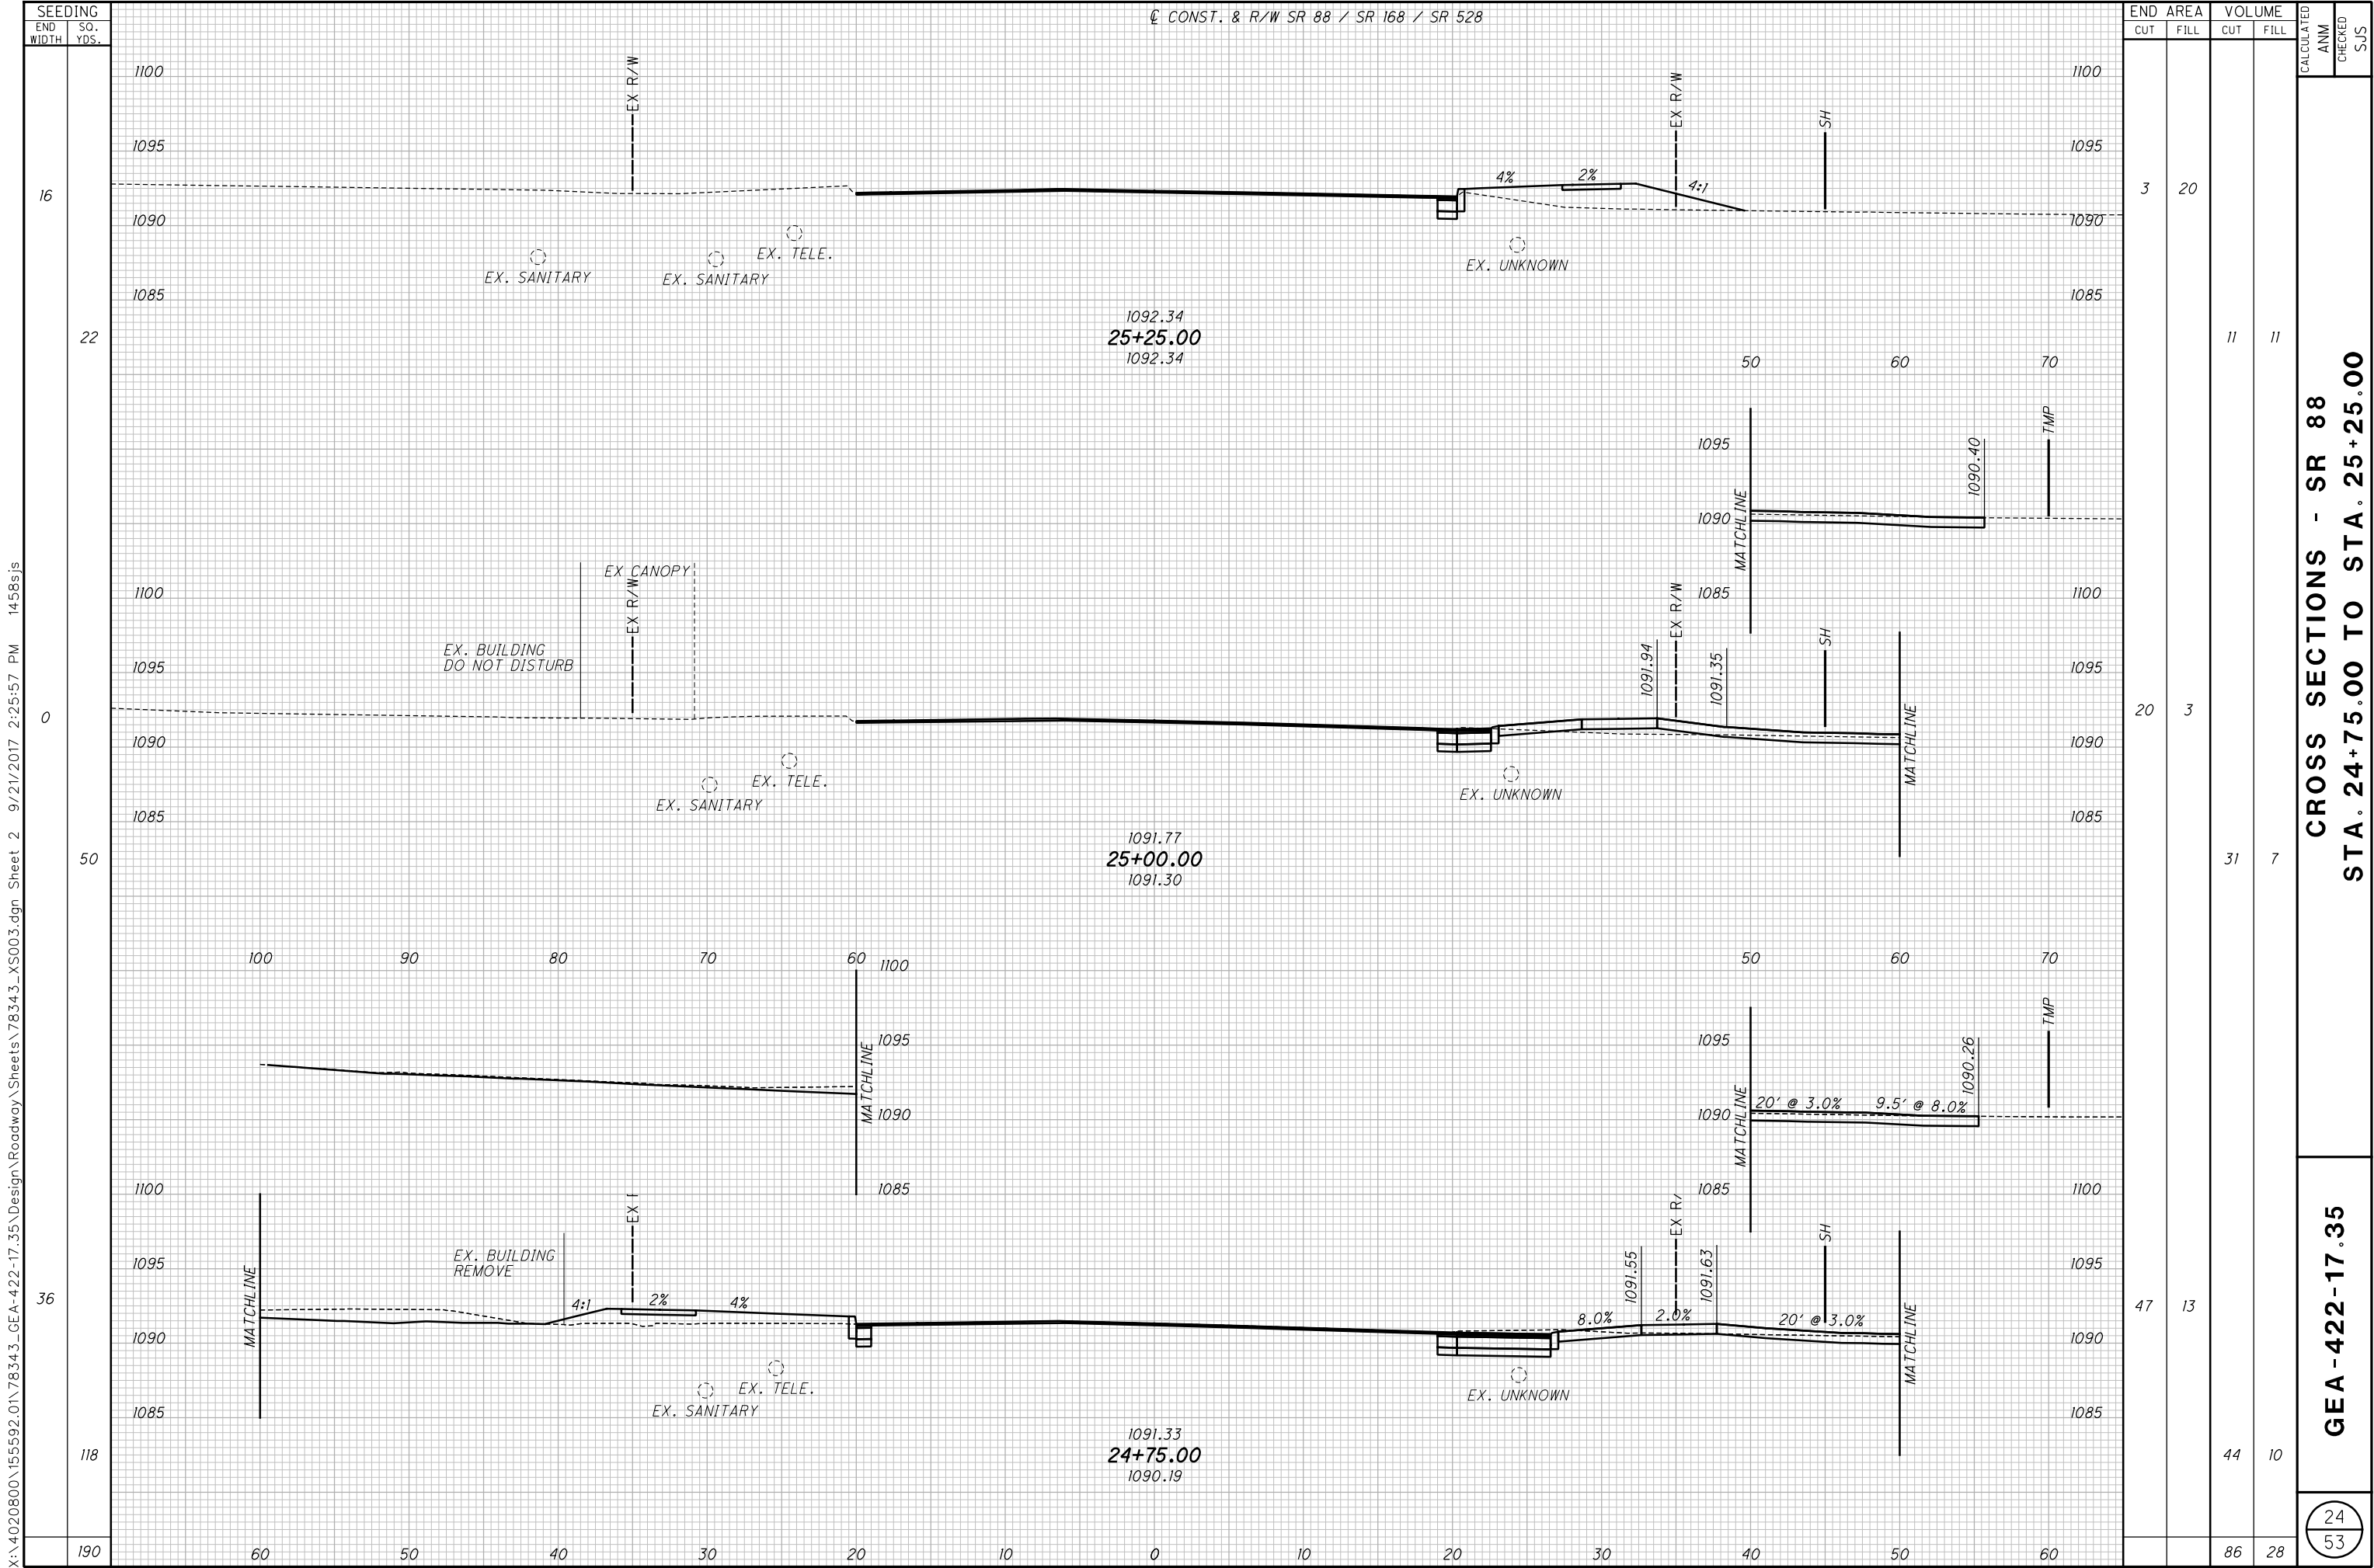 SEEDING
END WIDTH
SQ. YDS.
℄ CONST. & R/W SR 88 / SR 168 / SR 528
END AREA
VOLUME
CUT
FILL
CUT
FILL
CALCULATED
ANM
CHECKED
SJS
1100
EX R/W
EX R/W
SH
1100
1095
1095
4%
2%
4:1
16
3
20
1090
1090
EX. TELE.
EX. SANITARY
EX. SANITARY
EX. UNKNOWN
1085
1085
1092.34
25+25.00
1092.34
22
11
11
50
60
70
1095
1090.40
TMP
1090
MATCHLINE
1085
EX CANOPY
EX R/W
EX R/W
1100
1100
EX. BUILDING
DO NOT DISTURB
1095
1091.94
1091.35
SH
1095
0
20
3
1090
MATCHLINE
1090
EX. TELE.
EX. SANITARY
EX. UNKNOWN
1085
1085
1091.77
25+00.00
1091.30
50
31
7
100
90
80
70
60
1100
50
60
70
1095
MATCHLINE
1090
1085
1095
1090.26
TMP
1090
MATCHLINE
20' @ 3.0%
9.5' @ 8.0%
1085
1100
1100
EX R/
SH
EX. BUILDING
REMOVE
1095
1091.55
1091.63
1095
MATCHLINE
4:1
2%
4%
8.0%
2.0%
20' @ 3.0%
MATCHLINE
36
47
13
1090
1090
EX. TELE.
EX. SANITARY
EX. UNKNOWN
1085
1085
1091.33
24+75.00
1090.19
118
44
10
190
60
50
40
30
20
10
0
10
20
30
40
50
60
86
28
CROSS SECTIONS - SR 88
STA. 24+75.00 TO STA. 25+25.00
GEA-422-17.35
24
53
X:\4020800\155592.01\78343_GEA-422-17.35\Design\Roadway\Sheets\78343_XS003.dgn Sheet 2 9/21/2017 2:25:57 PM 1458sjs